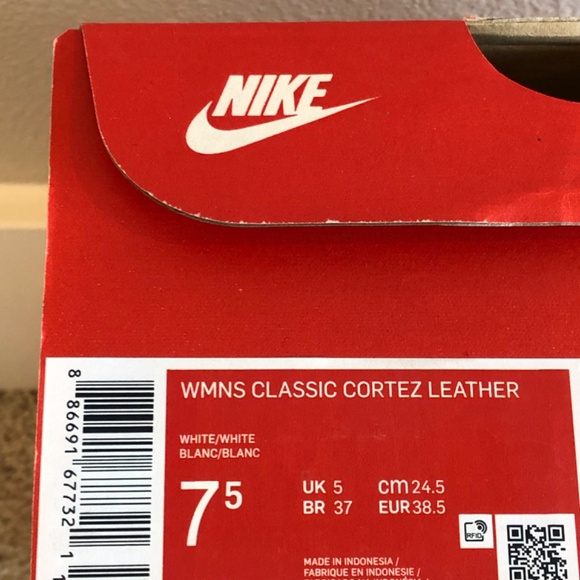 NIKE
WMNS CLASSIC CORTEZ LEATHER
WHITE/WHITE
BLANC/BLANC
7⁵
UK 5 cm 24.5
BR 37 EUR 38.5
RFID
MADE IN INDONESIA /
FABRIQUE EN INDONESIE /
8 86691 67732 1